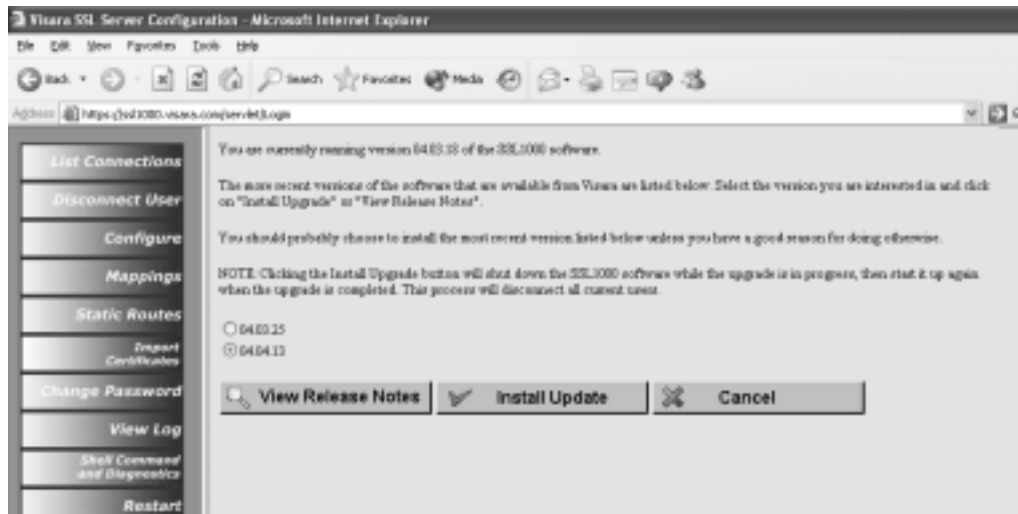 Visara SSL Server Configuration - Microsoft Internet Explorer
File Edit View Favorites Tools Help
Back Search Favorites Media
Address https://ssl1000.visara.com/servlet/Login
List Connections
Disconnect User
Configure
Mappings
Static Routes
Import
Certificates
Change Password
View Log
Shell Command
and Diagnostics
Restart
You are currently running version 04.03.18 of the SSL1000 software.
The more recent versions of the software that are available from Visara are listed below. Select the version you are interested in and click
on "Install Upgrade" or "View Release Notes".
You should probably choose to install the most recent version listed below unless you have a good reason for doing otherwise.
NOTE: Clicking the Install Upgrade button will shut down the SSL1000 software while the upgrade is in progress, then start it up again
when the upgrade is completed. This process will disconnect all current users.
04.03.25
04.04.13
View Release Notes Install Update Cancel